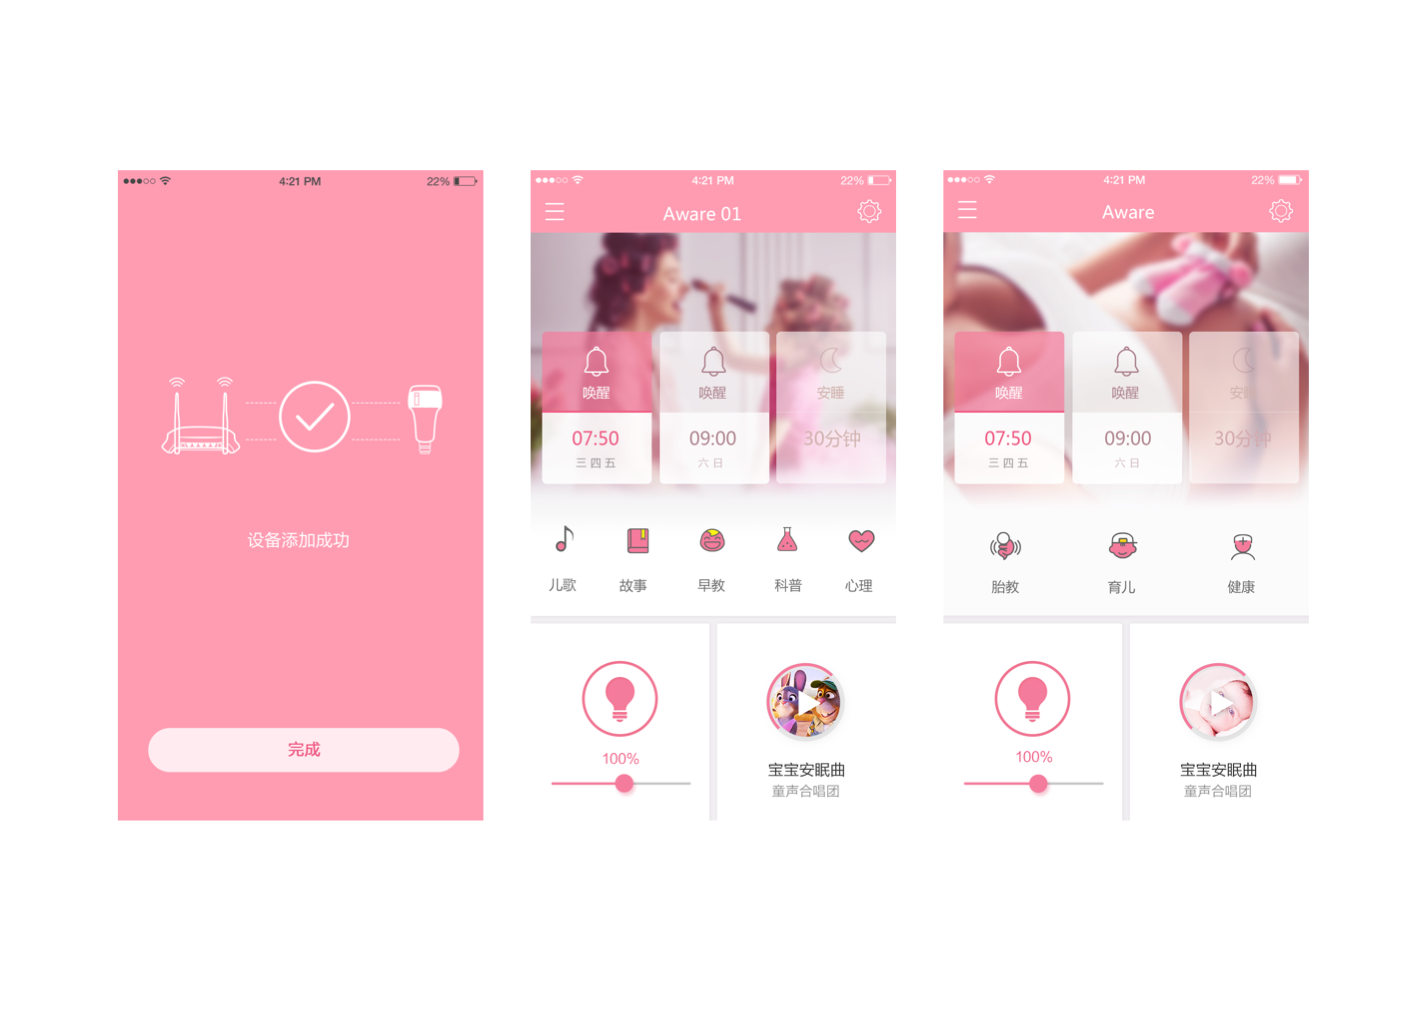 4:21 PM
22%
设备添加成功
完成
4:21 PM
22%
Aware 01
唤醒
唤醒
安睡
07:50
09:00
30分钟
三 四 五
六 日
儿歌
故事
早教
科普
心理
100%
宝宝安眠曲
童声合唱团
4:21 PM
22%
Aware
唤醒
唤醒
安
07:50
09:00
30分钟
三 四 五
六 日
胎教
育儿
健康
100%
宝宝安眠曲
童声合唱团